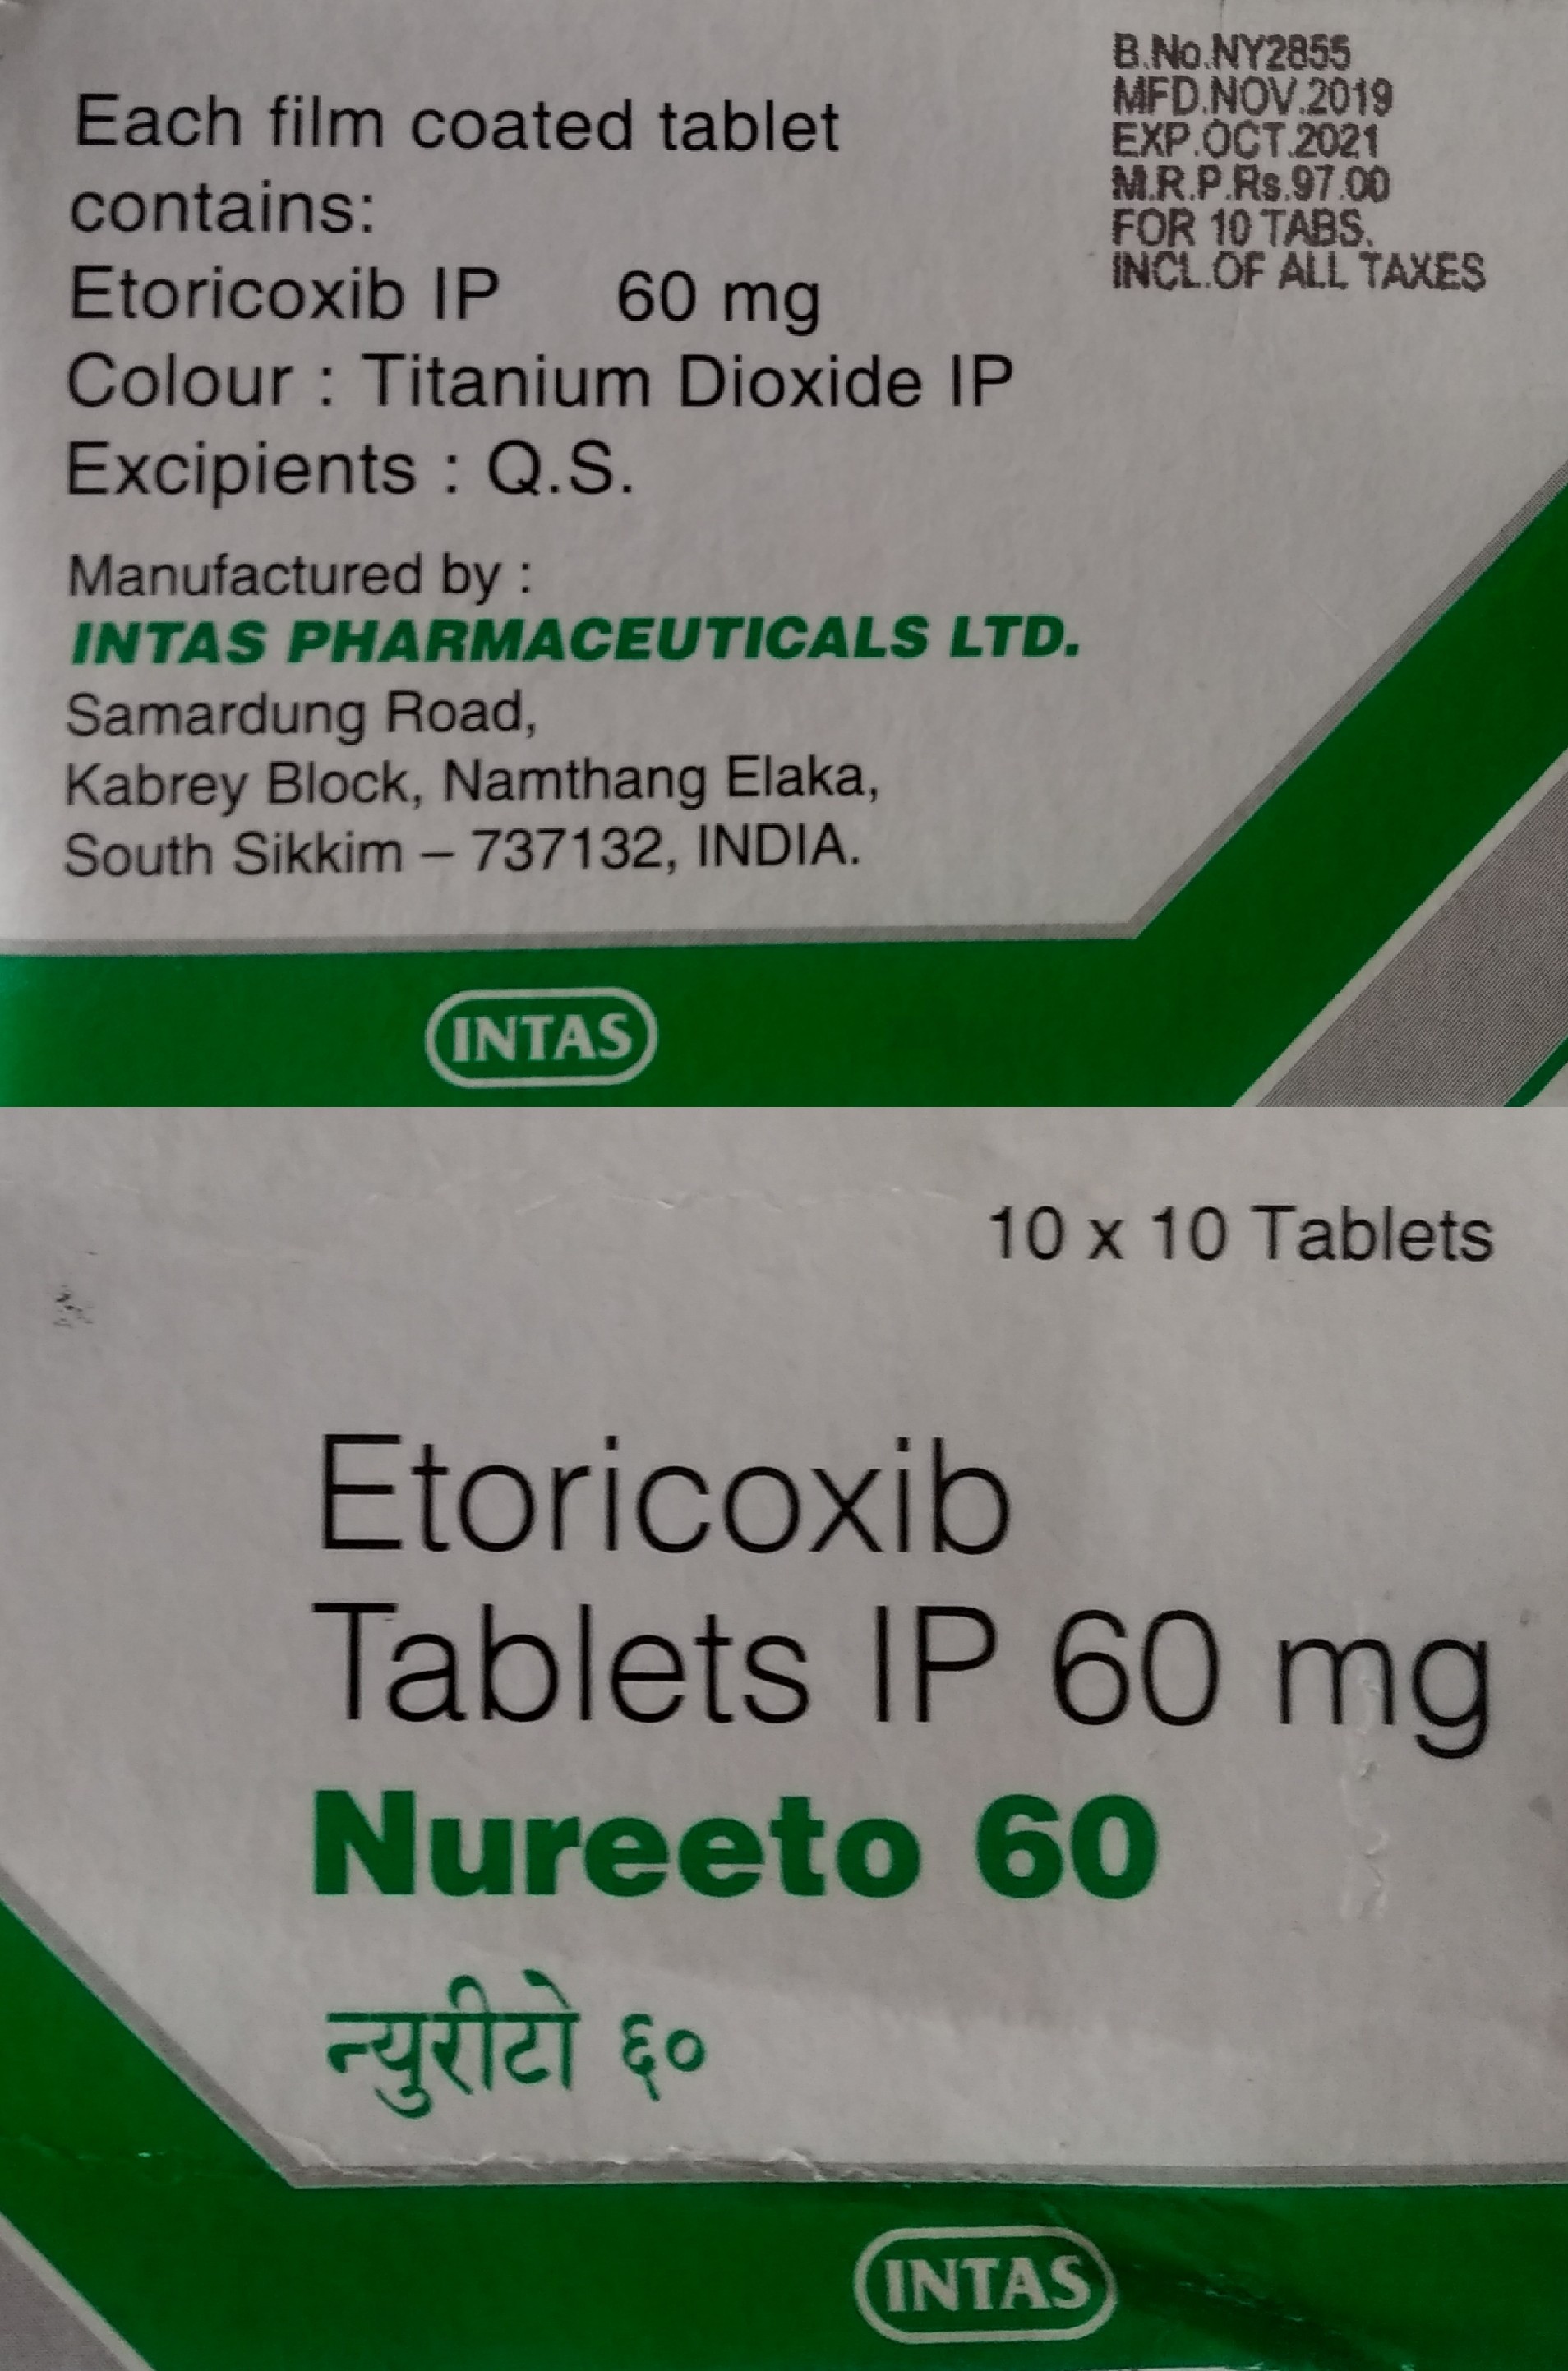 B.No.NY2855
MFD.NOV.2019
EXP.OCT.2021
M.R.P.Rs.97.00
FOR 10 TABS.
INCL.OF ALL TAXES
Each film coated tablet
contains:
Etoricoxib IP 60 mg
Colour : Titanium Dioxide IP
Excipients : Q.S.
Manufactured by :
INTAS PHARMACEUTICALS LTD.
Samardung Road,
Kabrey Block, Namthang Elaka,
South Sikkim – 737132, INDIA.
INTAS
10 x 10 Tablets
Etoricoxib
Tablets IP 60 mg
Nureeto 60
न्युरीटो ६०
INTAS